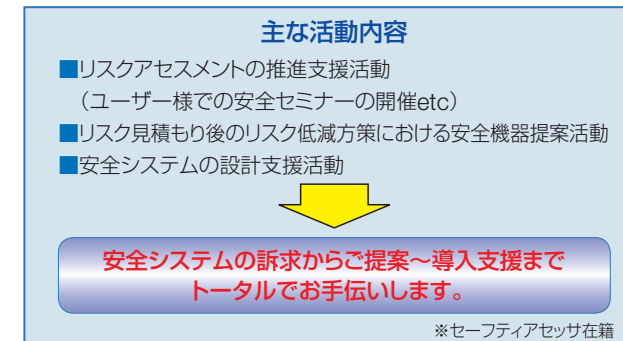 主な活動内容
■リスクアセスメントの推進支援活動
（ユーザー様での安全セミナーの開催etc）
■リスク見積もり後のリスク低減方策における安全機器提案活動
■安全システムの設計支援活動
安全システムの訴求からご提案～導入支援まで
トータルでお手伝いします。
※セーフティアセッサ在籍